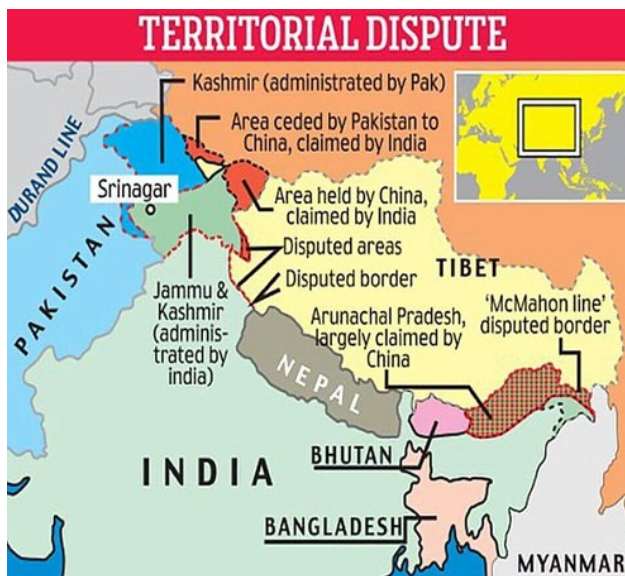 TERRITORIAL DISPUTE
Kashmir (administrated by Pak)
Area ceded by Pakistan to
China, claimed by India
DURAND LINE
Srinagar
Area held by China,
claimed by India
PAKISTAN
Disputed areas
TIBET
Disputed border
Jammu &
Kashmir
(adminis-
trated by
india)
Arunachal Pradesh,
largely claimed by
China
'McMahon line'
disputed border
NEPAL
BHUTAN
INDIA
BANGLADESH
MYANMAR